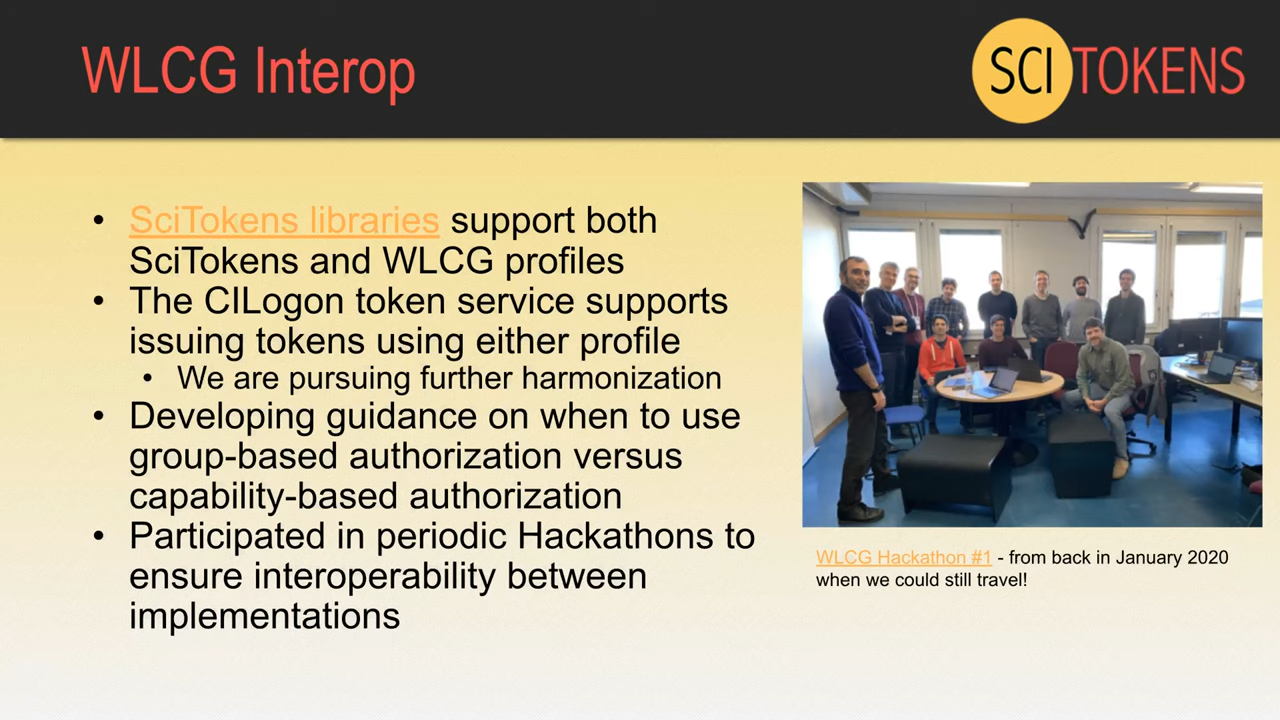 WLCG Interop
SCITOKENS
• SciTokens libraries support both
SciTokens and WLCG profiles
• The CILogon token service supports
issuing tokens using either profile
• We are pursuing further harmonization
• Developing guidance on when to use
group-based authorization versus
capability-based authorization
• Participated in periodic Hackathons to
ensure interoperability between
implementations
WLCG Hackathon #1 - from back in January 2020
when we could still travel!